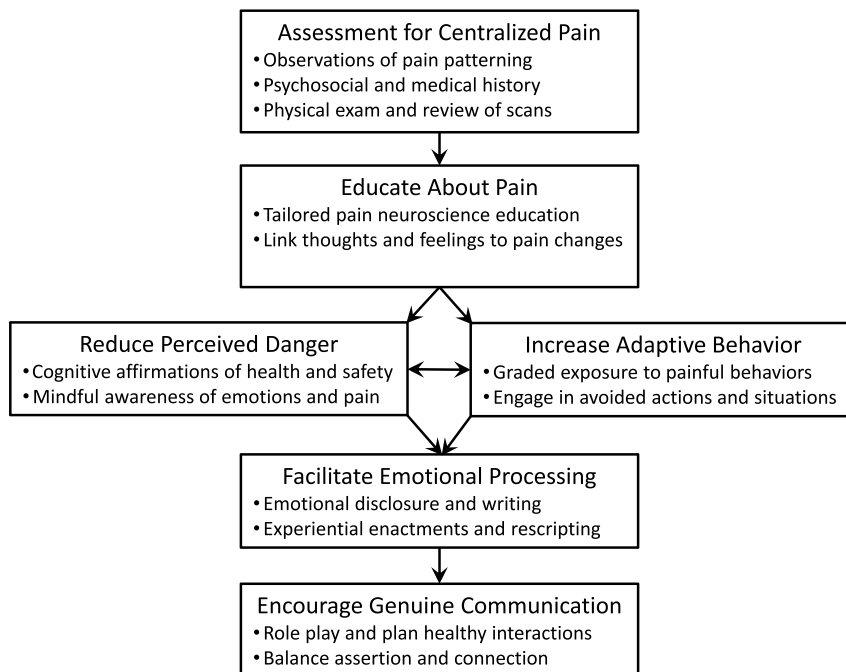 Assessment for Centralized Pain
• Observations of pain patterning
• Psychosocial and medical history
• Physical exam and review of scans
Educate About Pain
• Tailored pain neuroscience education
• Link thoughts and feelings to pain changes
Reduce Perceived Danger
• Cognitive affirmations of health and safety
• Mindful awareness of emotions and pain
Increase Adaptive Behavior
• Graded exposure to painful behaviors
• Engage in avoided actions and situations
Facilitate Emotional Processing
• Emotional disclosure and writing
• Experiential enactments and rescripting
Encourage Genuine Communication
• Role play and plan healthy interactions
• Balance assertion and connection